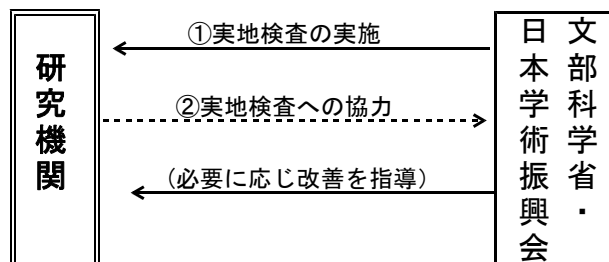 ①実地検査の実施
研究機関
②実地検査への協力
(必要に応じ改善を指導)
文部科学省・
日本学術振興会